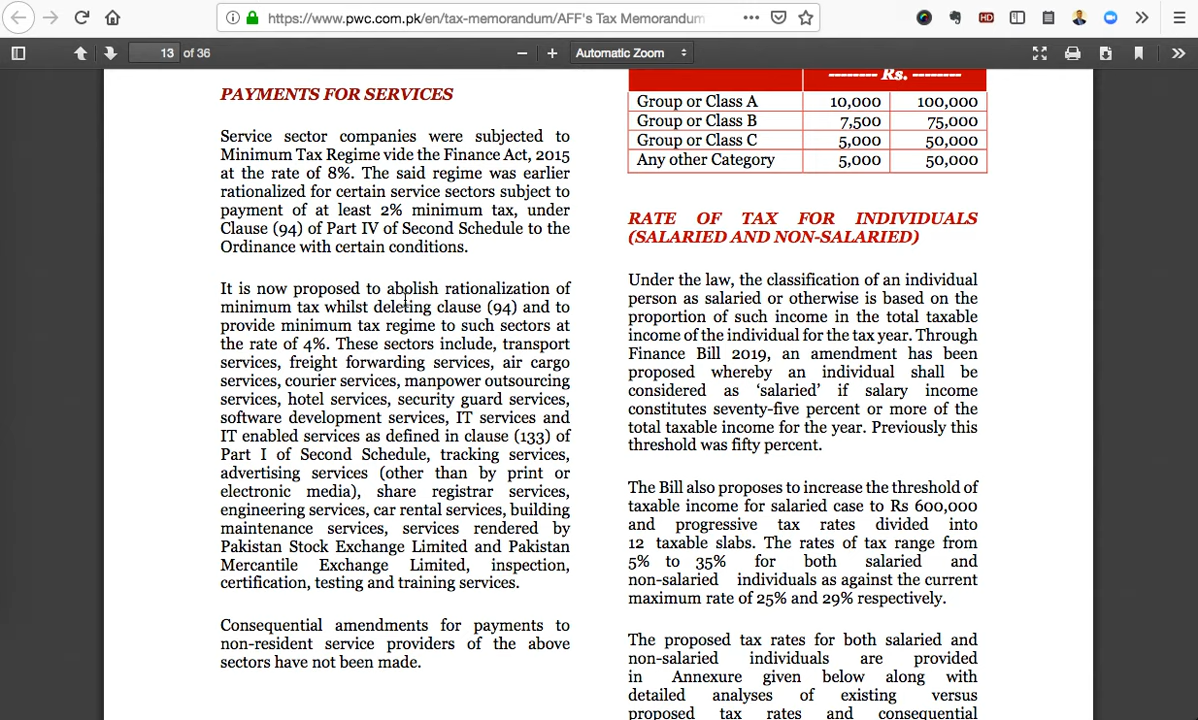 https://www.pwc.com.pk/en/tax-memorandum/AFF's Tax Memorandum
HD
13 of 36
Automatic Zoom
PAYMENTS FOR SERVICES
Service sector companies were subjected to
Minimum Tax Regime vide the Finance Act, 2015
at the rate of 8%. The said regime was earlier
rationalized for certain service sectors subject to
payment of at least 2% minimum tax, under
Clause (94) of Part IV of Second Schedule to the
Ordinance with certain conditions.
It is now proposed to abolish rationalization of
minimum tax whilst deleting clause (94) and to
provide minimum tax regime to such sectors at
the rate of 4%. These sectors include, transport
services, freight forwarding services, air cargo
services, courier services, manpower outsourcing
services, hotel services, security guard services,
software development services, IT services and
IT enabled services as defined in clause (133) of
Part I of Second Schedule, tracking services,
advertising services (other than by print or
electronic media), share registrar services,
engineering services, car rental services, building
maintenance services, services rendered by
Pakistan Stock Exchange Limited and Pakistan
Mercantile Exchange Limited, inspection,
certification, testing and training services.
Consequential amendments for payments to
non-resident service providers of the above
sectors have not been made.
-------- Rs. --------
Group or Class A 10,000 100,000
Group or Class B 7,500 75,000
Group or Class C 5,000 50,000
Any other Category 5,000 50,000
RATE OF TAX FOR INDIVIDUALS
(SALARIED AND NON-SALARIED)
Under the law, the classification of an individual
person as salaried or otherwise is based on the
proportion of such income in the total taxable
income of the individual for the tax year. Through
Finance Bill 2019, an amendment has been
proposed whereby an individual shall be
considered as ‘salaried’ if salary income
constitutes seventy-five percent or more of the
total taxable income for the year. Previously this
threshold was fifty percent.
The Bill also proposes to increase the threshold of
taxable income for salaried case to Rs 600,000
and progressive tax rates divided into
12 taxable slabs. The rates of tax range from
5% to 35% for both salaried and
non-salaried individuals as against the current
maximum rate of 25% and 29% respectively.
The proposed tax rates for both salaried and
non-salaried individuals are provided
in Annexure given below along with
detailed analyses of existing versus
proposed tax rates and consequential